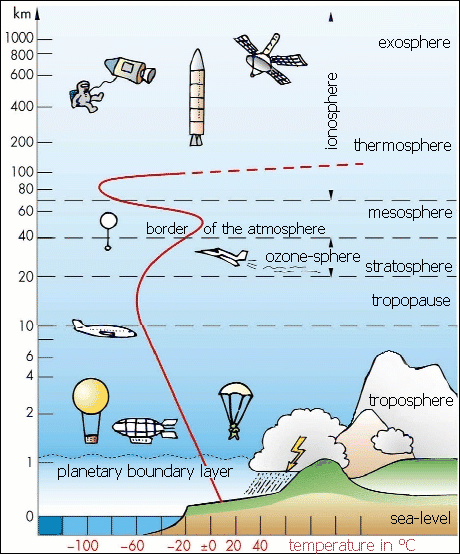 km
1000
800
600
400
200
100
80
60
40
20
10
6
4
2
1
0
exosphere
ionosphere
thermosphere
mesosphere
border of the atmosphere
ozone-sphere
stratosphere
tropopause
troposphere
planetary boundary layer
sea-level
−100 −60 −20 ±0 20 40 temperature in °C